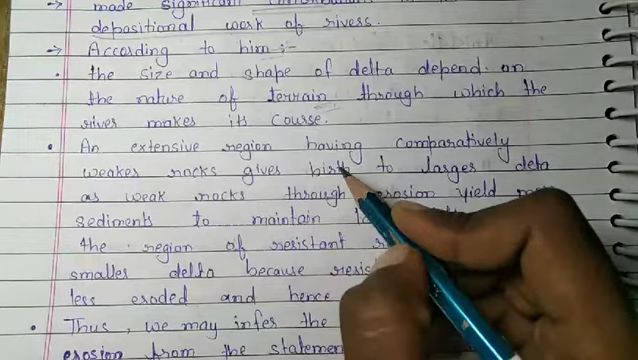 → made significant
depositional work of rivers.
→ According to him :-
• the size and shape of delta depend on
the nature of terrain through which the
river makes its course.
• An extensive region having comparatively
weaker rocks gives birth to larger deta
as weak rocks through erosion yield
sediments to maintain
the region of resistant
smaller delta because
less eroded and hence
• Thus, we may infer the
erosion from the statemen